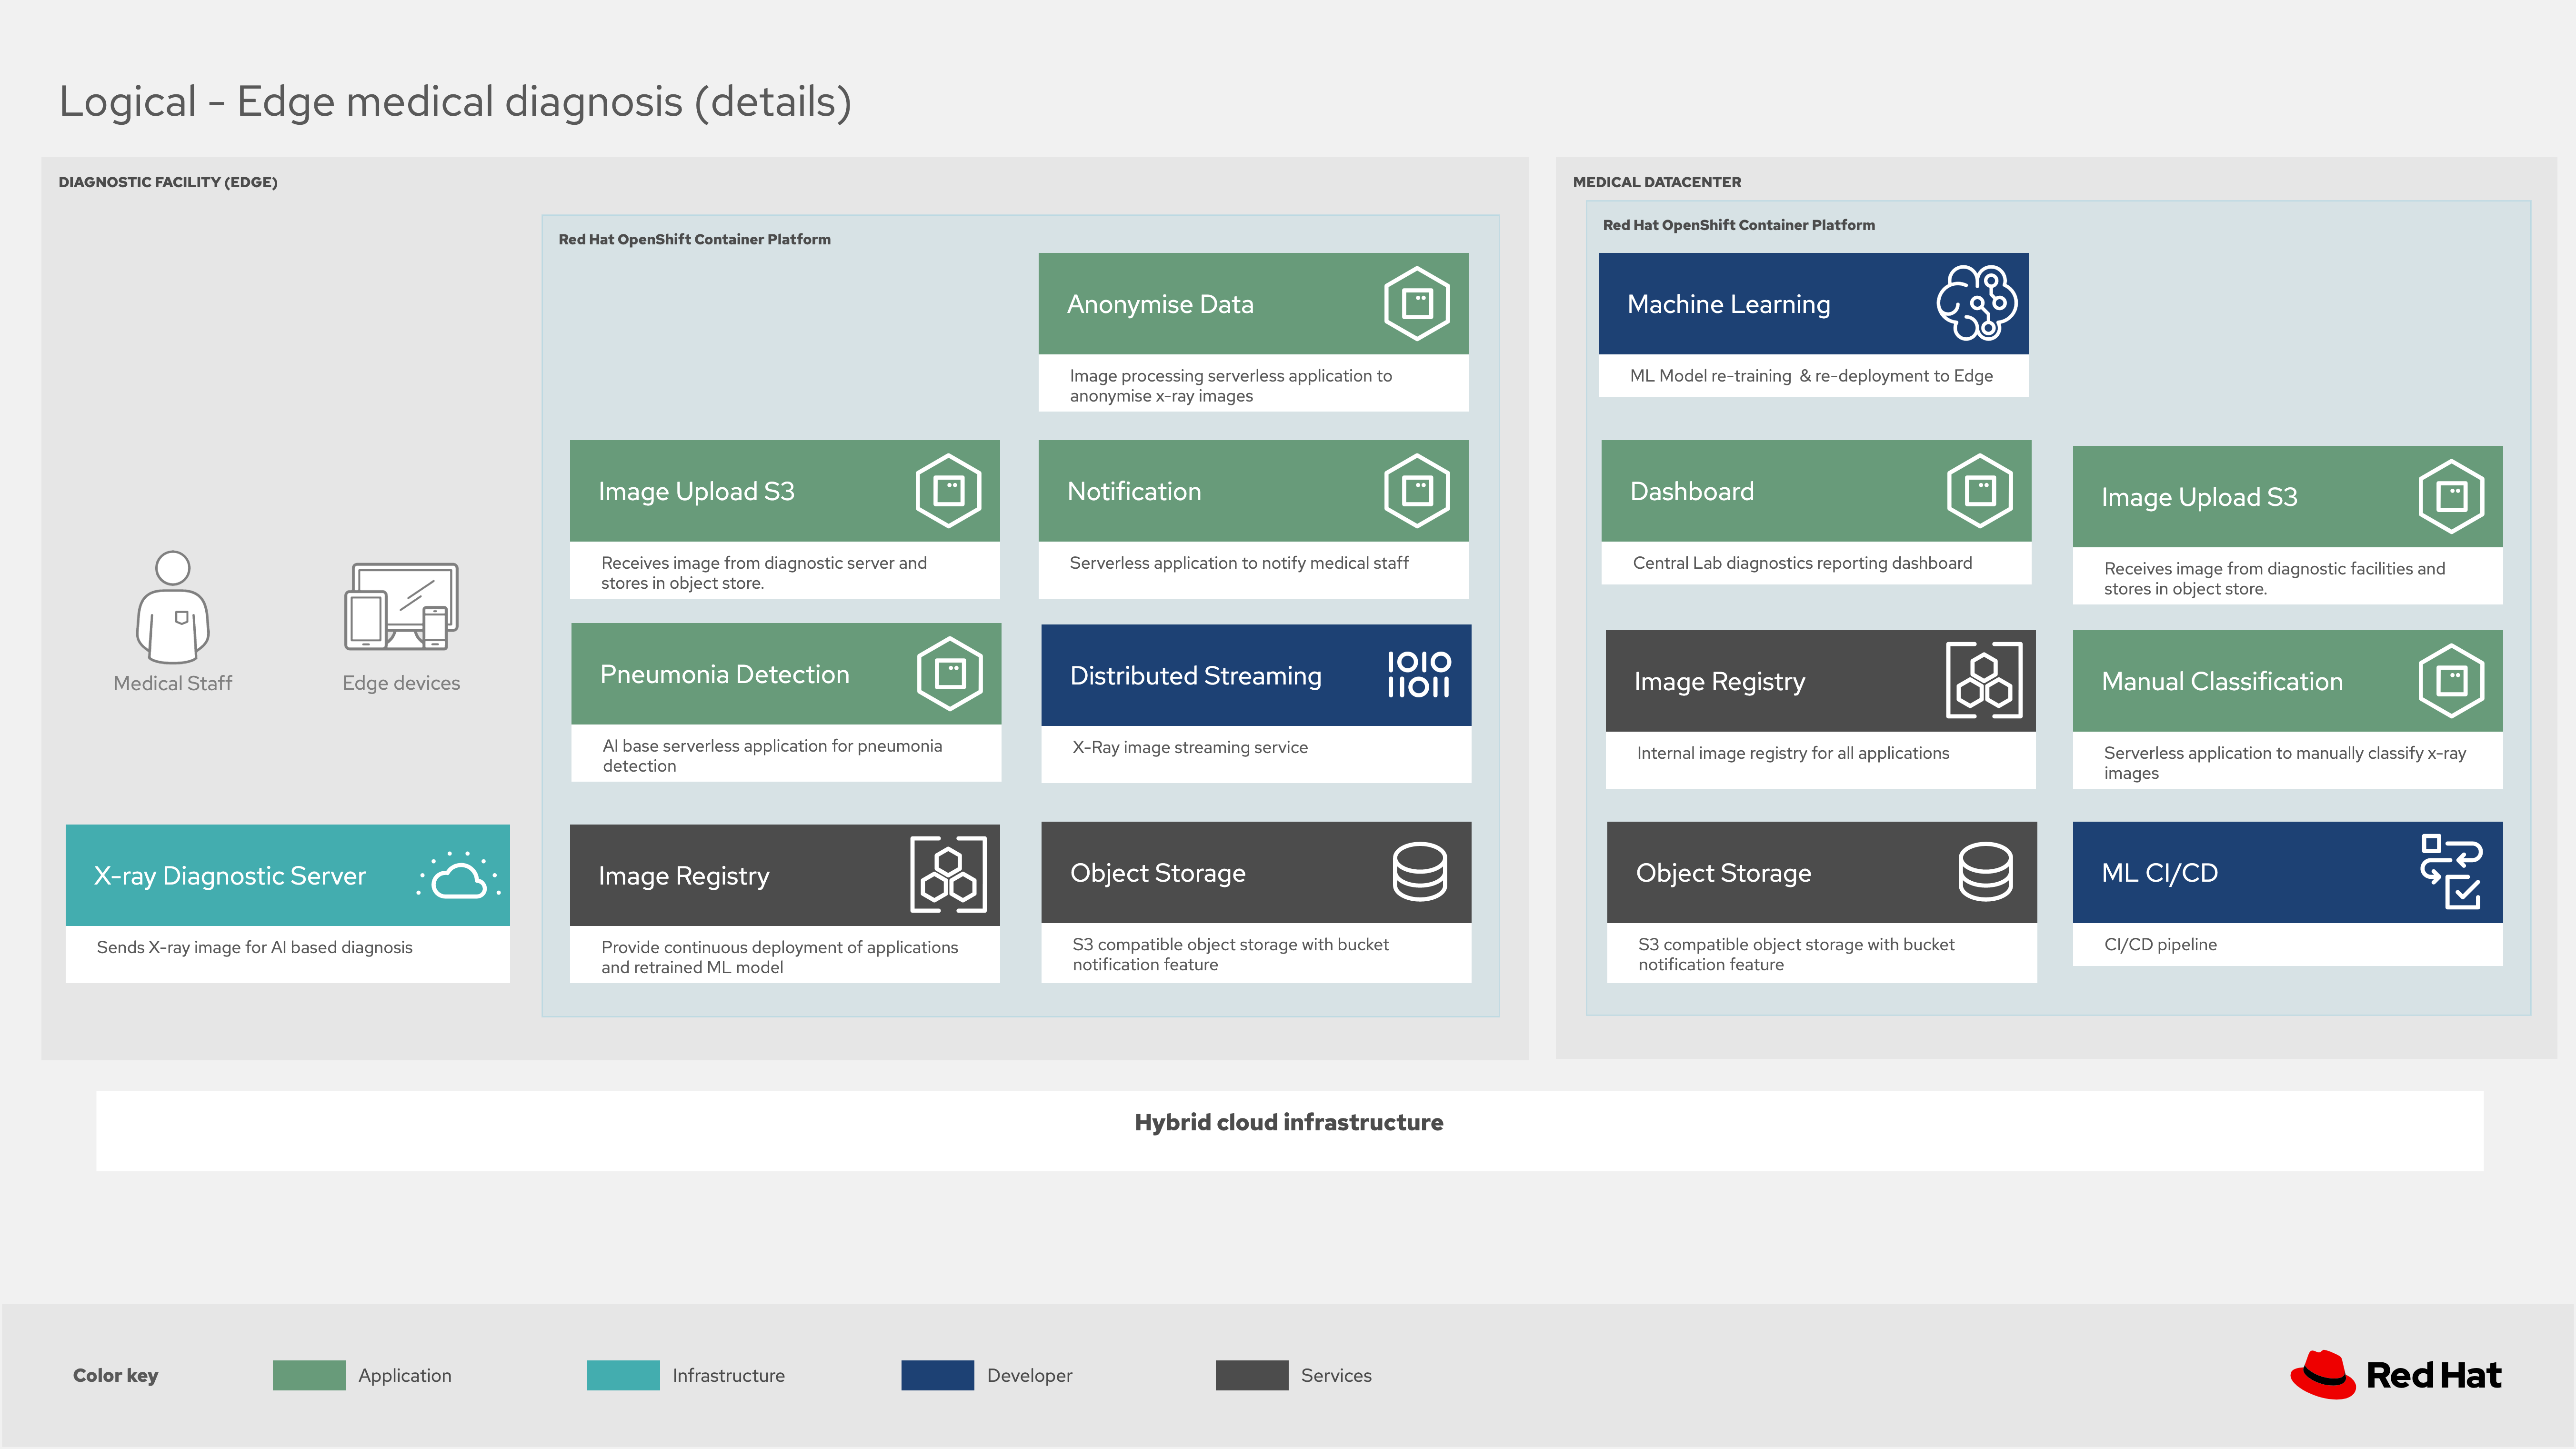 Logical - Edge medical diagnosis (details)
DIAGNOSTIC FACILITY (EDGE)
Medical Staff
Edge devices
X-ray Diagnostic Server
Sends X-ray image for AI based diagnosis
Red Hat OpenShift Container Platform
Anonymise Data
Image processing serverless application to
anonymise x-ray images
Image Upload S3
Receives image from diagnostic server and
stores in object store.
Notification
Serverless application to notify medical staff
Pneumonia Detection
AI base serverless application for pneumonia
detection
Distributed Streaming
1010
11011
X-Ray image streaming service
Image Registry
Provide continuous deployment of applications
and retrained ML model
Object Storage
S3 compatible object storage with bucket
notification feature
MEDICAL DATACENTER
Red Hat OpenShift Container Platform
Machine Learning
ML Model re-training  & re-deployment to Edge
Dashboard
Central Lab diagnostics reporting dashboard
Image Upload S3
Receives image from diagnostic facilities and
stores in object store.
Image Registry
Internal image registry for all applications
Manual Classification
Serverless application to manually classify x-ray
images
Object Storage
S3 compatible object storage with bucket
notification feature
ML CI/CD
CI/CD pipeline
Hybrid cloud infrastructure
Color key
Application
Infrastructure
Developer
Services
Red Hat